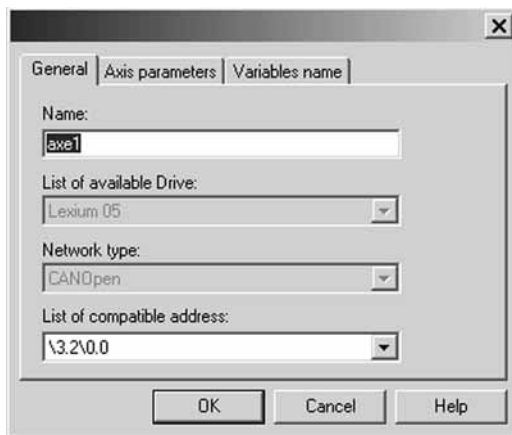 General Axis parameters Variables name
Name:
axe1
List of available Drive:
Lexium 05
Network type:
CANOpen
List of compatible address:
\3.2\0.0
OK Cancel Help